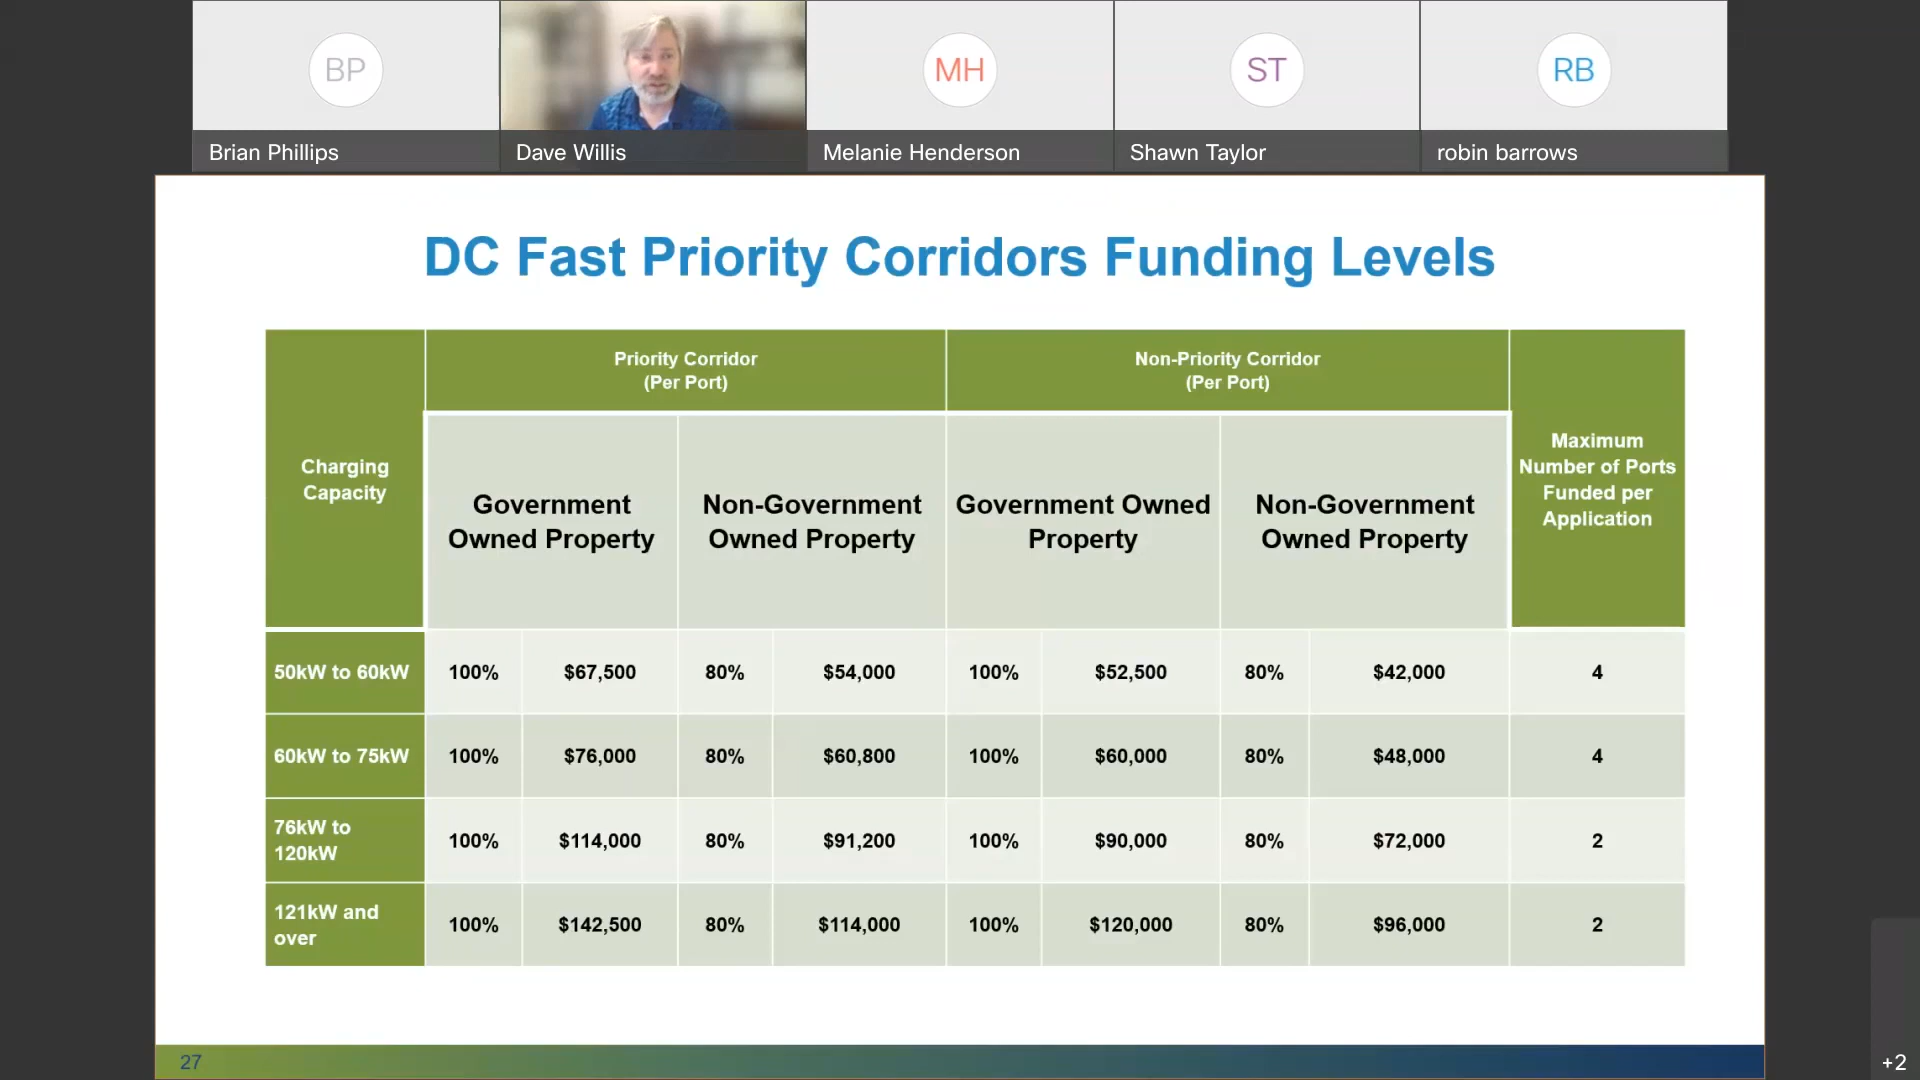 BP
MH
ST
RB
Brian Phillips
Dave Willis
Melanie Henderson
Shawn Taylor
robin barrows
DC Fast Priority Corridors Funding Levels
Charging
Capacity
Priority Corridor
(Per Port)
Non-Priority Corridor
(Per Port)
Maximum
Number of Ports
Funded per
Application
Government
Owned Property
Non-Government
Owned Property
Government Owned
Property
Non-Government
Owned Property
50kW to 60kW 100% $67,500 80% $54,000 100% $52,500 80% $42,000 4
60kW to 75kW 100% $76,000 80% $60,800 100% $60,000 80% $48,000 4
76kW to
120kW 100% $114,000 80% $91,200 100% $90,000 80% $72,000 2
121kW and
over 100% $142,500 80% $114,000 100% $120,000 80% $96,000 2
27
+2